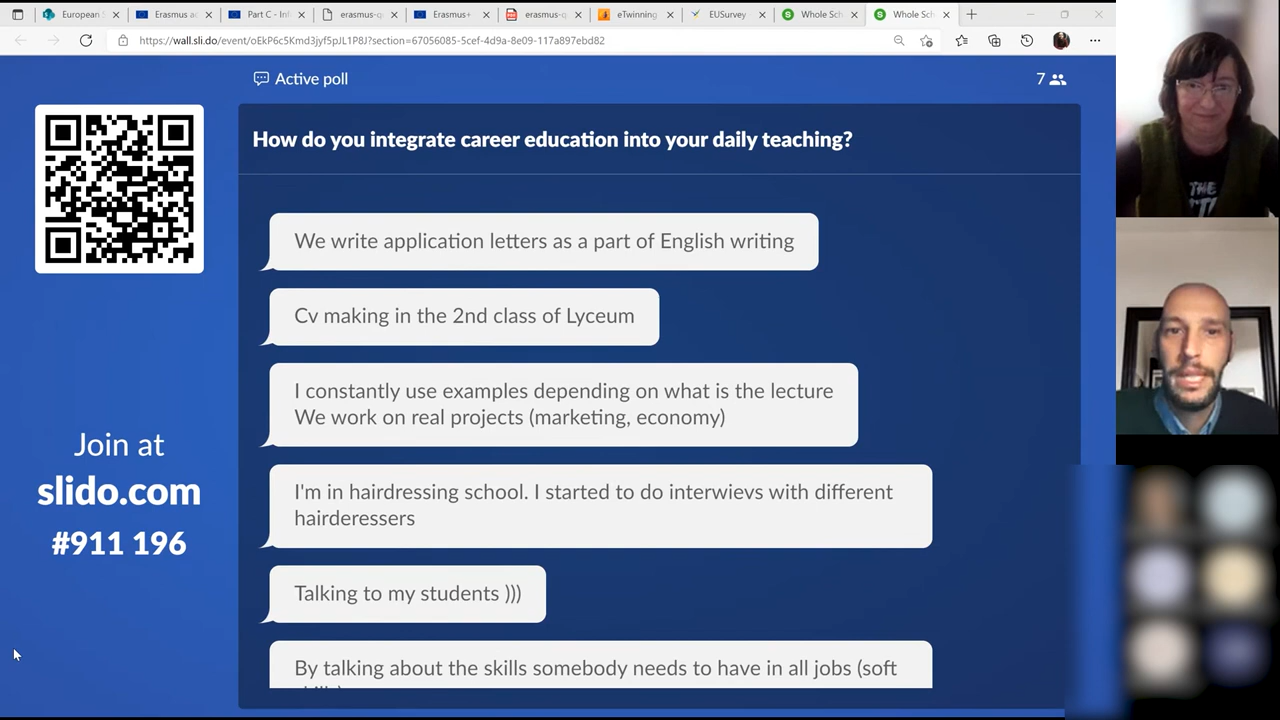 European
Erasmus
Part C - In
erasmus-q
Erasmus+
erasmus-q
eTwinning
EUSurvey
Whole Sch
Whole Sch
https://wall.sli.do/event/oEkP6c5Kmd3jyf5pJL1P8J?section=67056085-5cef-4d9a-8e09-117a897ebd82
Active poll
7
How do you integrate career education into your daily teaching?
We write application letters as a part of English writing
Cv making in the 2nd class of Lyceum
I constantly use examples depending on what is the lecture
We work on real projects (marketing, economy)
I'm in hairdressing school. I started to do interwievs with different
hairderessers
Talking to my students )))
By talking about the skills somebody needs to have in all jobs (soft
Join at
slido.com
#911 196
THE